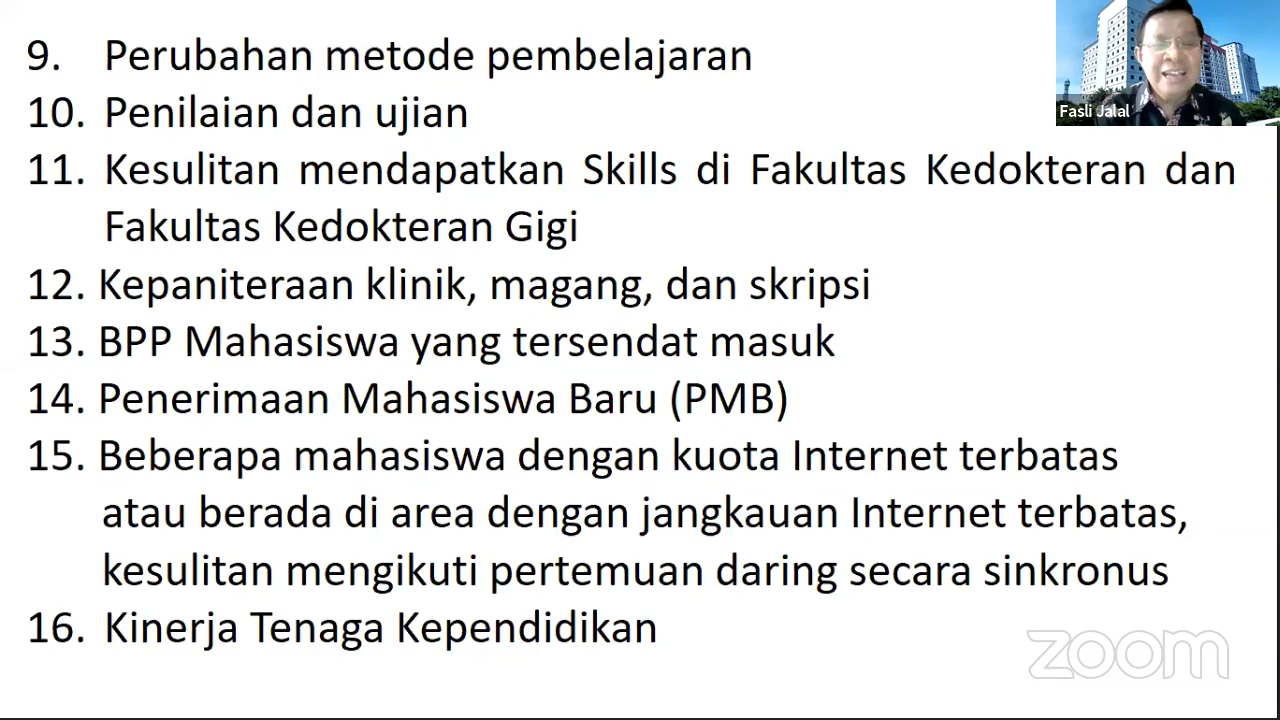 9. Perubahan metode pembelajaran
10. Penilaian dan ujian
11. Kesulitan mendapatkan Skills di Fakultas Kedokteran dan
Fakultas Kedokteran Gigi
12. Kepaniteraan klinik, magang, dan skripsi
13. BPP Mahasiswa yang tersendat masuk
14. Penerimaan Mahasiswa Baru (PMB)
15. Beberapa mahasiswa dengan kuota Internet terbatas
atau berada di area dengan jangkauan Internet terbatas,
kesulitan mengikuti pertemuan daring secara sinkronus
16. Kinerja Tenaga Kependidikan
Fasli Jalal
zoom